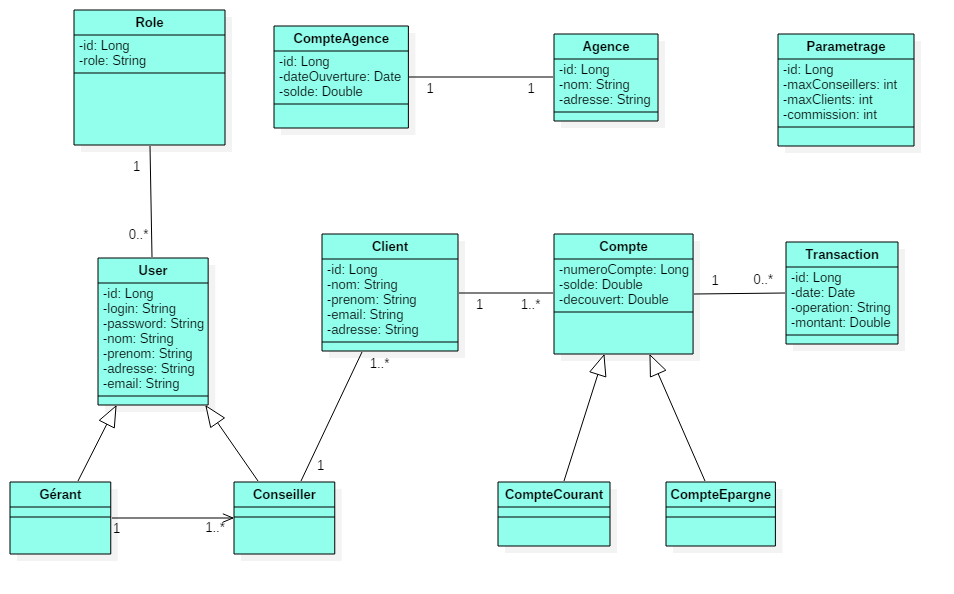 Role
-id: Long
-role: String
CompteAgence
-id: Long
-dateOuverture: Date
-solde: Double
1
1
Agence
-id: Long
-nom: String
-adresse: String
Parametrage
-id: Long
-maxConseillers: int
-maxClients: int
-commission: int
1
0..*
User
-id: Long
-login: String
-password: String
-nom: String
-prenom: String
-adresse: String
-email: String
Client
-id: Long
-nom: String
-prenom: String
-email: String
-adresse: String
1
1..*
Compte
-numeroCompte: Long
-solde: Double
-decouvert: Double
1
0..*
Transaction
-id: Long
-date: Date
-operation: String
-montant: Double
1..*
1
Gérant
1
1..*
Conseiller
CompteCourant
CompteEpargne